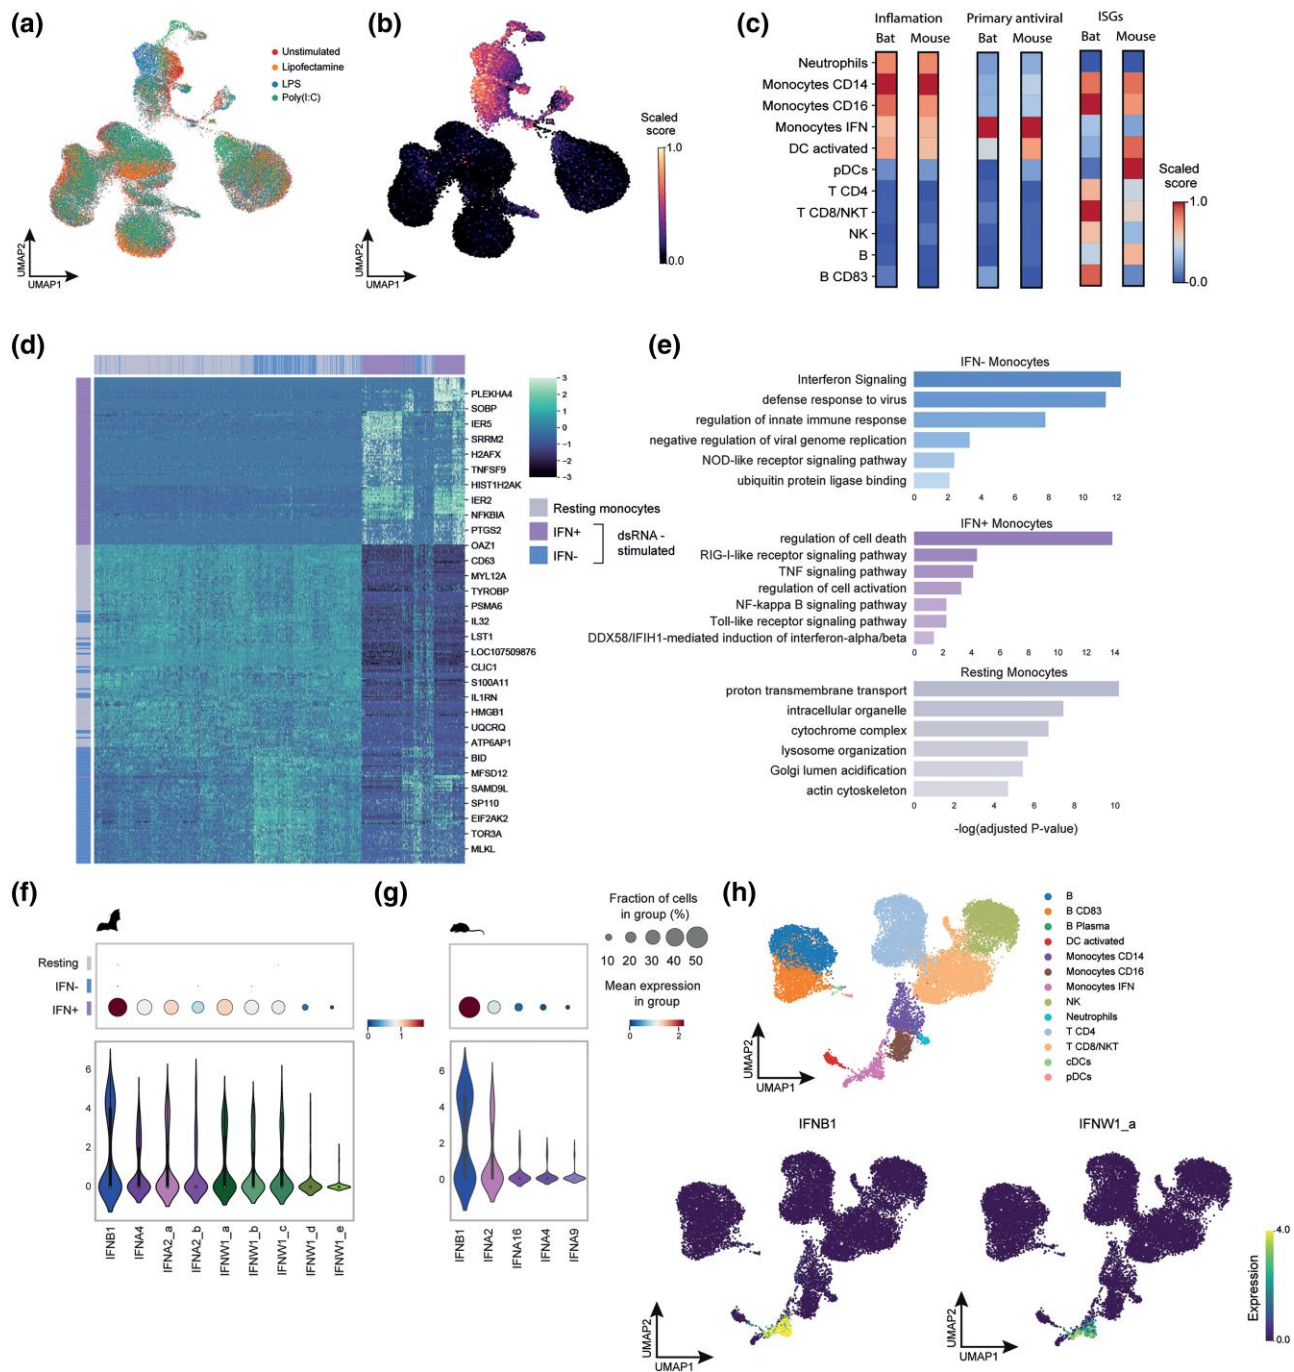 (a)
Unstimulated
Lipofectamine
LPS
Poly(I:C)
UMAP2
UMAP1
(b)
Scaled
score
1.0
0.0
UMAP2
UMAP1
(c)
Inflamation
Primary antiviral
ISGs
Bat Mouse Bat Mouse Bat Mouse
Neutrophils
Monocytes CD14
Monocytes CD16
Monocytes IFN
DC activated
pDCs
T CD4
T CD8/NKT
NK
B
B CD83
Scaled
score
1.0
0.0
(d)
PLEKHA4
SOBP
IER5
SRRM2
H2AFX
TNFSF9
HIST1H2AK
IER2
NFKBIA
PTGS2
OAZ1
CD63
MYL12A
TYROBP
PSMA6
IL32
LST1
LOC107509876
CLIC1
S100A11
IL1RN
HMGB1
UQCRQ
ATP6AP1
BID
MFSD12
SAMD9L
SP110
EIF2AK2
TOR3A
MLKL
3
2
1
0
−1
−2
−3
Resting monocytes
IFN+
IFN-
dsRNA -
stimulated
(e)
IFN- Monocytes
Interferon Signaling
defense response to virus
regulation of innate immune response
negative regulation of viral genome replication
NOD-like receptor signaling pathway
ubiquitin protein ligase binding
0 2 4 6 8 10 12
IFN+ Monocytes
regulation of cell death
RIG-I-like receptor signaling pathway
TNF signaling pathway
regulation of cell activation
NF-kappa B signaling pathway
Toll-like receptor signaling pathway
DDX58/IFIH1-mediated induction of interferon-alpha/beta
0 2 4 6 8 10 12 14
Resting Monocytes
proton transmembrane transport
intracellular organelle
cytochrome complex
lysosome organization
Golgi lumen acidification
actin cytoskeleton
0 2 4 6 8 10
-log(adjusted P-value)
(f)
Resting
IFN-
IFN+
0 1
6
4
2
0
IFNB1
IFNA4
IFNA2_a
IFNA2_b
IFNW1_a
IFNW1_b
IFNW1_c
IFNW1_d
IFNW1_e
(g)
Fraction of cells
in group (%)
10 20 30 40 50
Mean expression
in group
0 1 2
6
4
2
0
IFNB1
IFNA2
IFNA16
IFNA4
IFNA9
(h)
B
B CD83
B Plasma
DC activated
Monocytes CD14
Monocytes CD16
Monocytes IFN
NK
Neutrophils
T CD4
T CD8/NKT
cDCs
pDCs
UMAP2
UMAP1
IFNB1
UMAP2
UMAP1
IFNW1_a
UMAP2
UMAP1
Expression
4.0
0.0